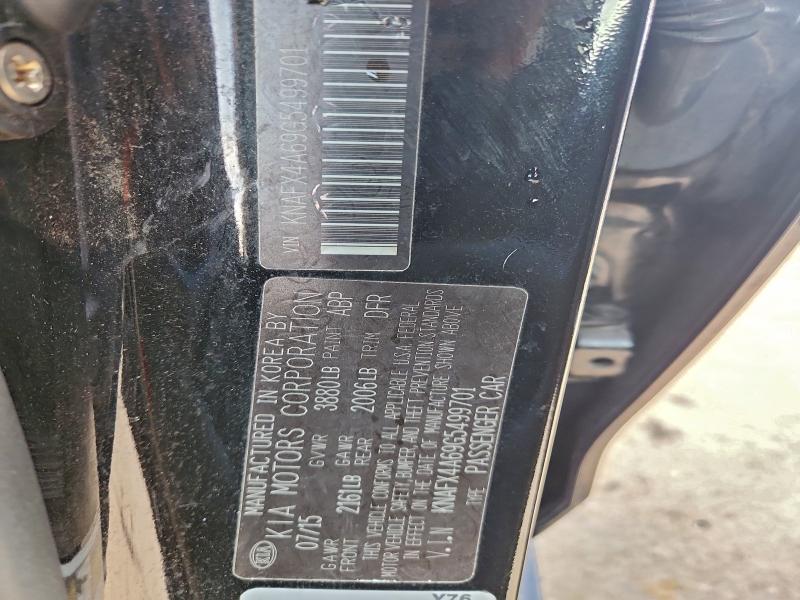 MANUFACTURED IN KOREA BY
KIA MOTORS CORPORATION
07/15 GVWR 3880LB PAINT ABP
GAWR FRONT 2161LB GAWR REAR 2006LB TRIM DFR
THIS VEHICLE CONFORMS TO ALL APPLICABLE U.S.A FEDERAL
MOTOR VEHICLE SAFETY, BUMPER, AND THEFT PREVENTION STANDARDS
IN EFFECT ON THE DATE OF MANUFACTURE SHOWN ABOVE
V.I.N KNAFX4A69G5499701
TYPE PASSENGER CAR
KIA
VIN KNAFX4A69G5499701